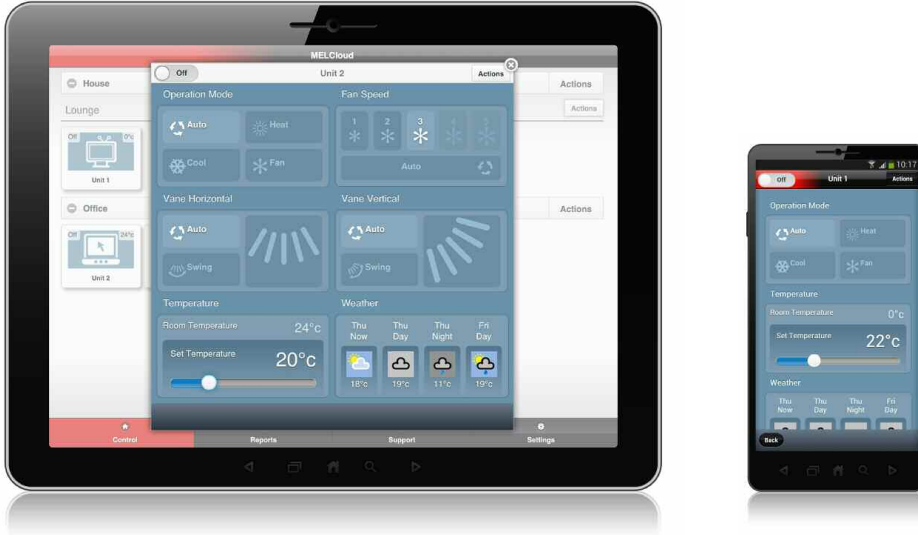 MELCloud
House
Actions
Lounge
Actions
Off
0°c
Unit 1
Office
Actions
Off
24°c
Unit 2
Off
Unit 2
Actions
Operation Mode
Auto
Heat
Cool
Fan
Fan Speed
1
2
3
4
5
Auto
Vane Horizontal
Auto
Swing
Vane Vertical
Auto
Swing
Temperature
Room Temperature
24°c
Set Temperature
20°c
Weather
Thu Now
Thu Day
Thu Night
Fri Day
18°c
19°c
11°c
19°c
Control
Reports
Support
Settings
10:17
Off
Unit 1
Actions
Operation Mode
Auto
Heat
Cool
Fan
Temperature
Room Temperature
0°c
Set Temperature
22°c
Weather
Thu Now
Thu Day
Thu Night
Fri Day
Back